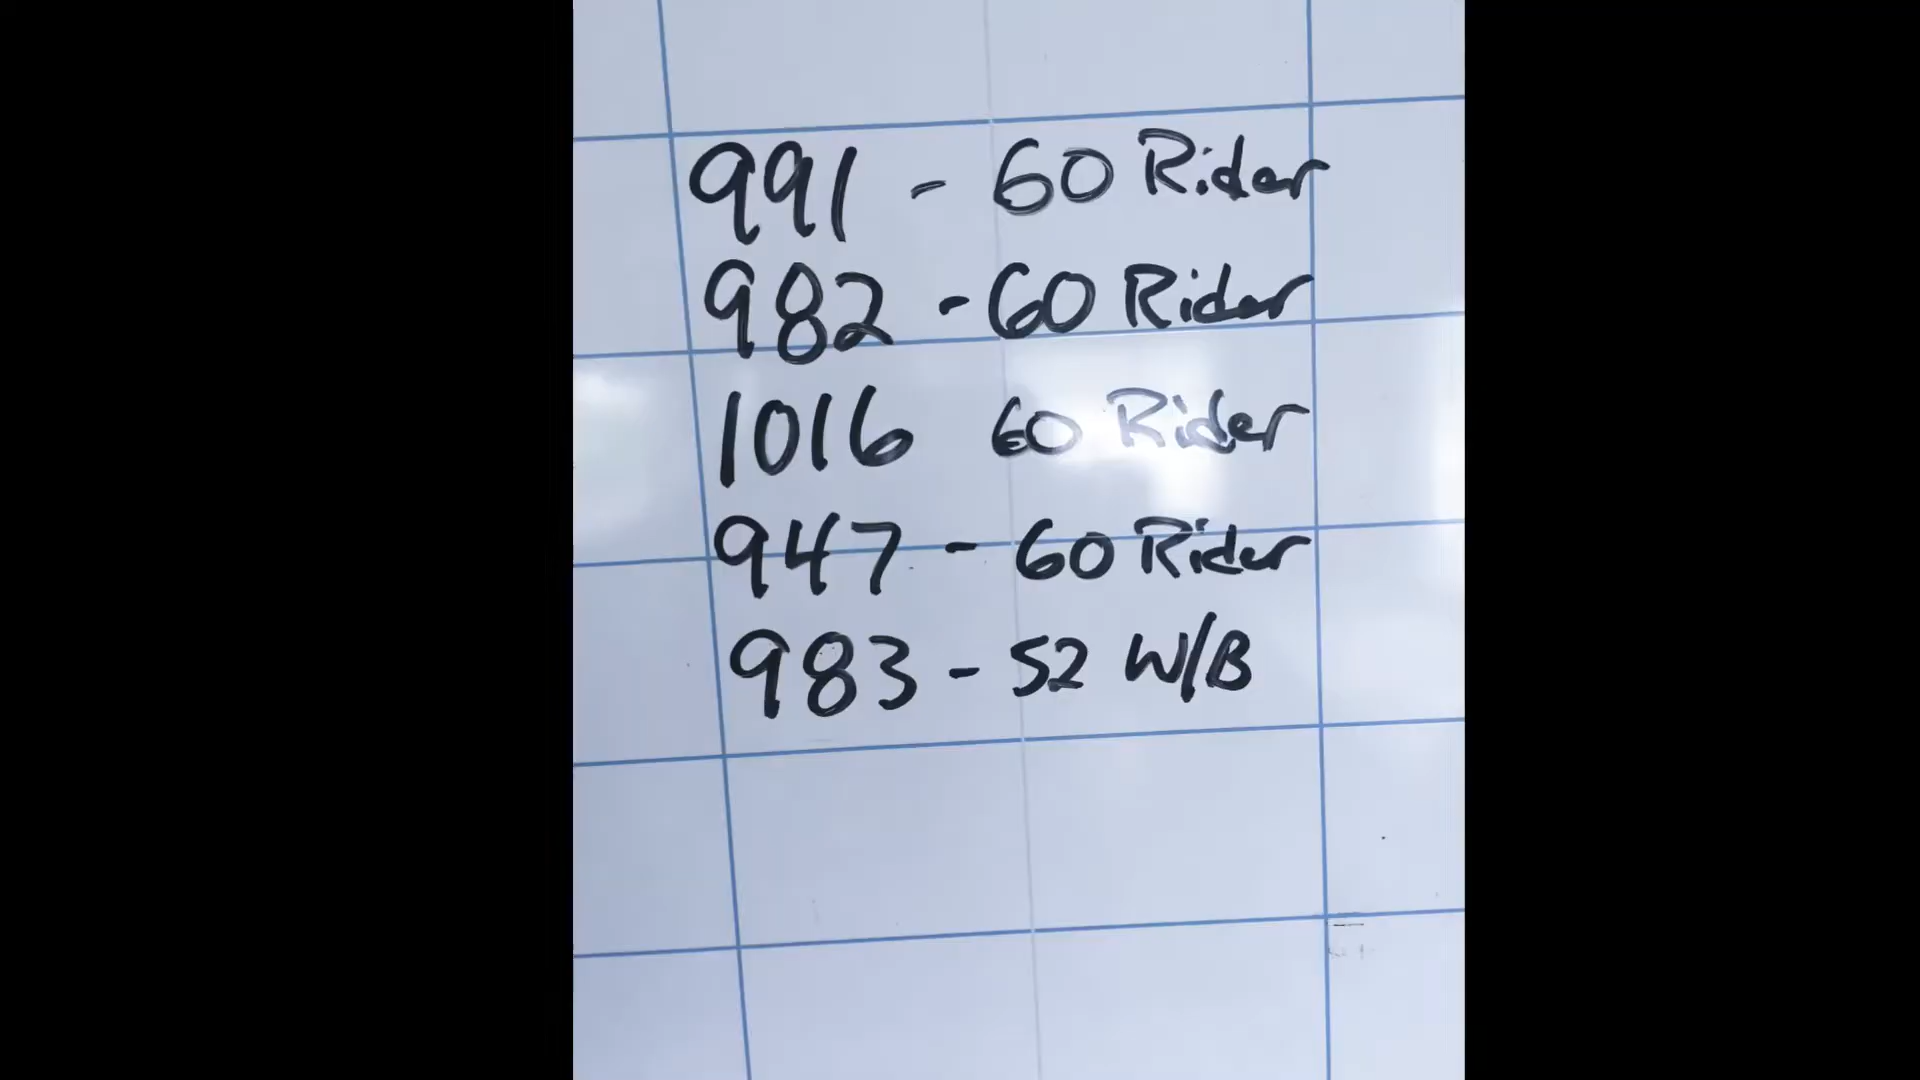 991 - 60 Rider
982 - 60 Rider
1016 60 Rider
947 - 60 Rider
983 - 52 W/B